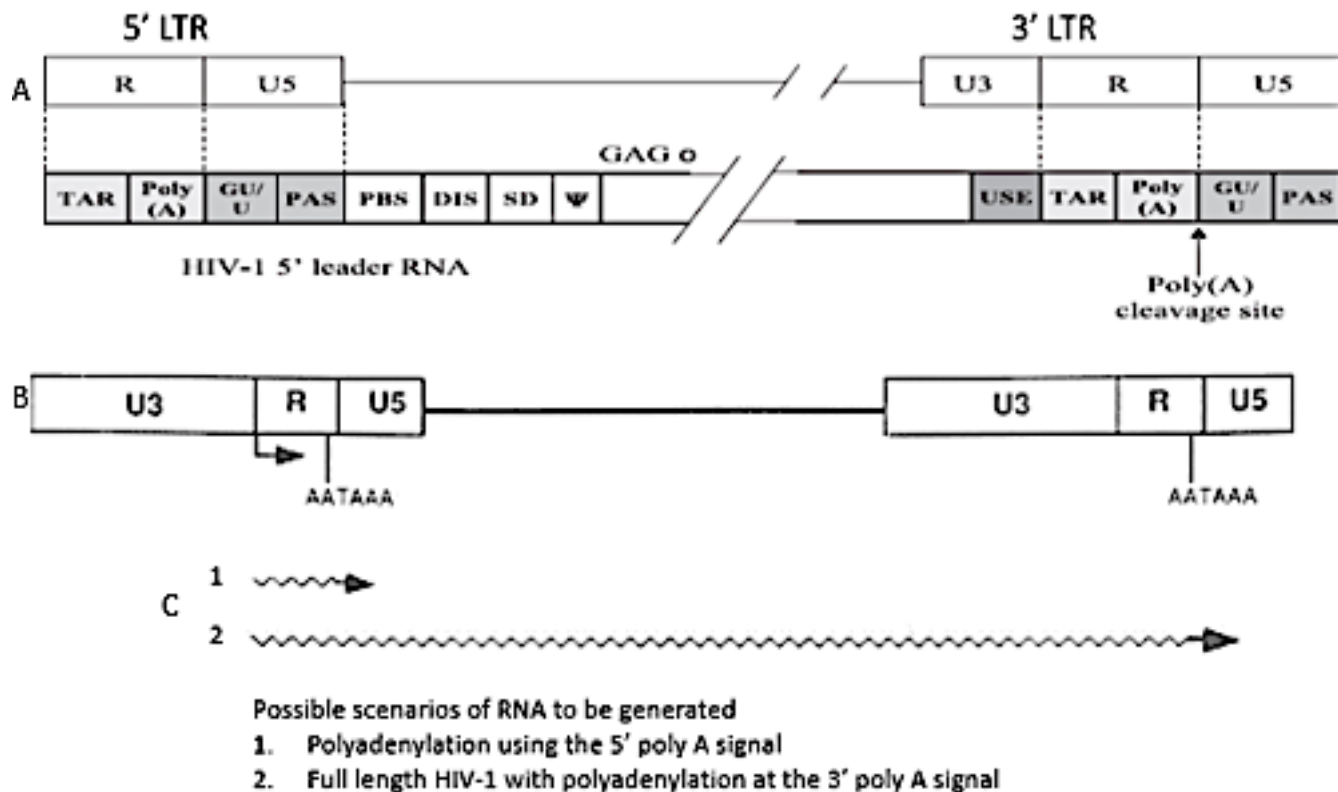 5' LTR 3' LTR
A R U5 U3 R U5
GAG o
TAR Poly (A) GU/ U PAS PBS DIS SD Ψ USE TAR Poly (A) GU/ U PAS
HIV-1 5' leader RNA
Poly(A)
cleavage site
B U3 R U5 U3 R U5
AATAAA AATAAA
1
C
2
Possible scenarios of RNA to be generated
1. Polyadenylation using the 5' poly A signal
2. Full length HIV-1 with polyadenylation at the 3' poly A signal